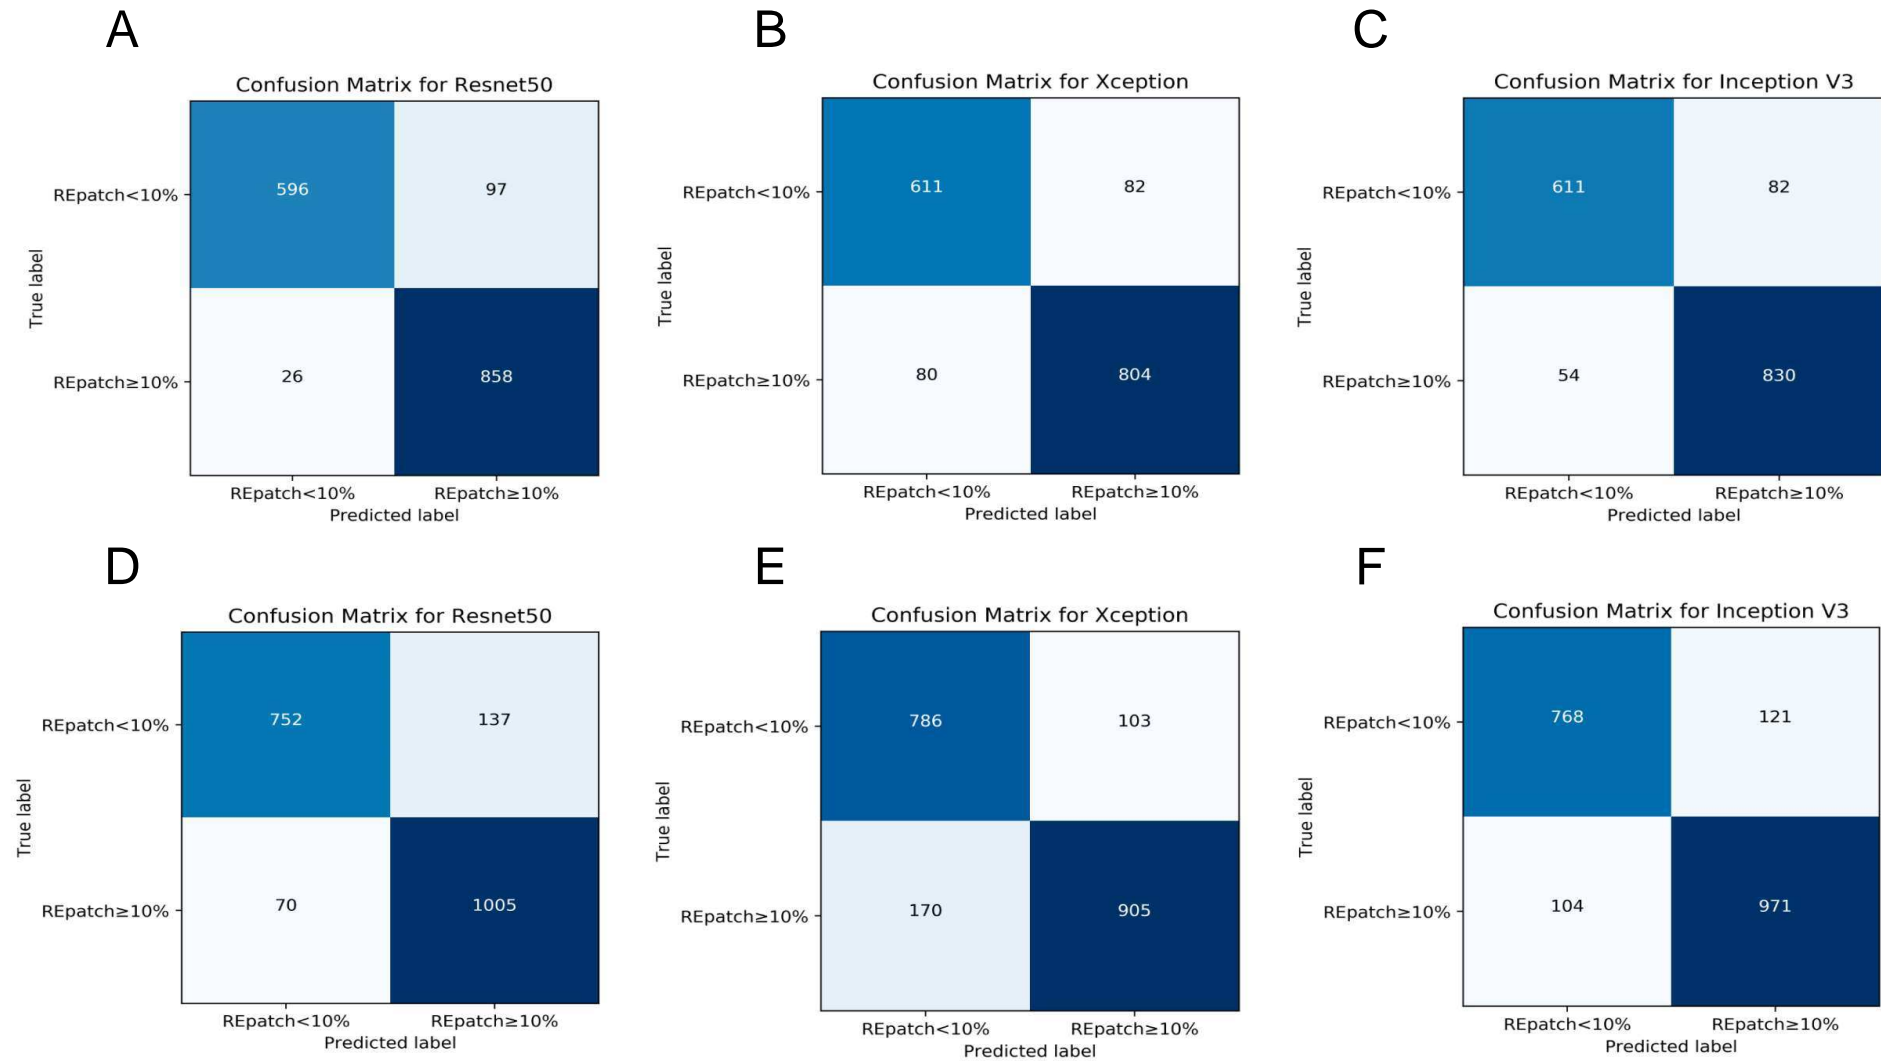 A
Confusion Matrix for Resnet50
True label
REpatch<10%
REpatch≥10%
596
97
26
858
REpatch<10%
REpatch≥10%
Predicted label
B
Confusion Matrix for Xception
True label
REpatch<10%
REpatch≥10%
611
82
80
804
REpatch<10%
REpatch≥10%
Predicted label
C
Confusion Matrix for Inception V3
True label
REpatch<10%
REpatch≥10%
611
82
54
830
REpatch<10%
REpatch≥10%
Predicted label
D
Confusion Matrix for Resnet50
True label
REpatch<10%
REpatch≥10%
752
137
70
1005
REpatch<10%
REpatch≥10%
Predicted label
E
Confusion Matrix for Xception
True label
REpatch<10%
REpatch≥10%
786
103
170
905
REpatch<10%
REpatch≥10%
Predicted label
F
Confusion Matrix for Inception V3
True label
REpatch<10%
REpatch≥10%
768
121
104
971
REpatch<10%
REpatch≥10%
Predicted label